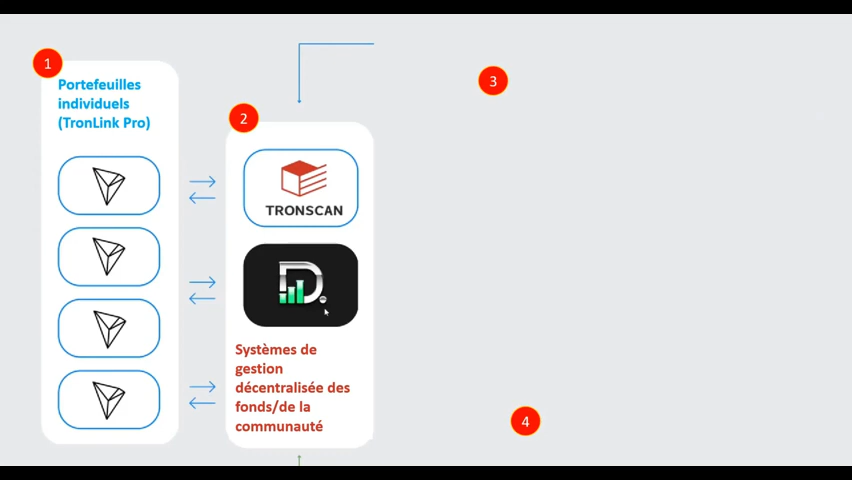 1
Portefeuilles
individuels
(TronLink Pro)
2
TRONSCAN
D.
Systèmes de
gestion
décentralisée des
fonds/de la
communauté
3
4